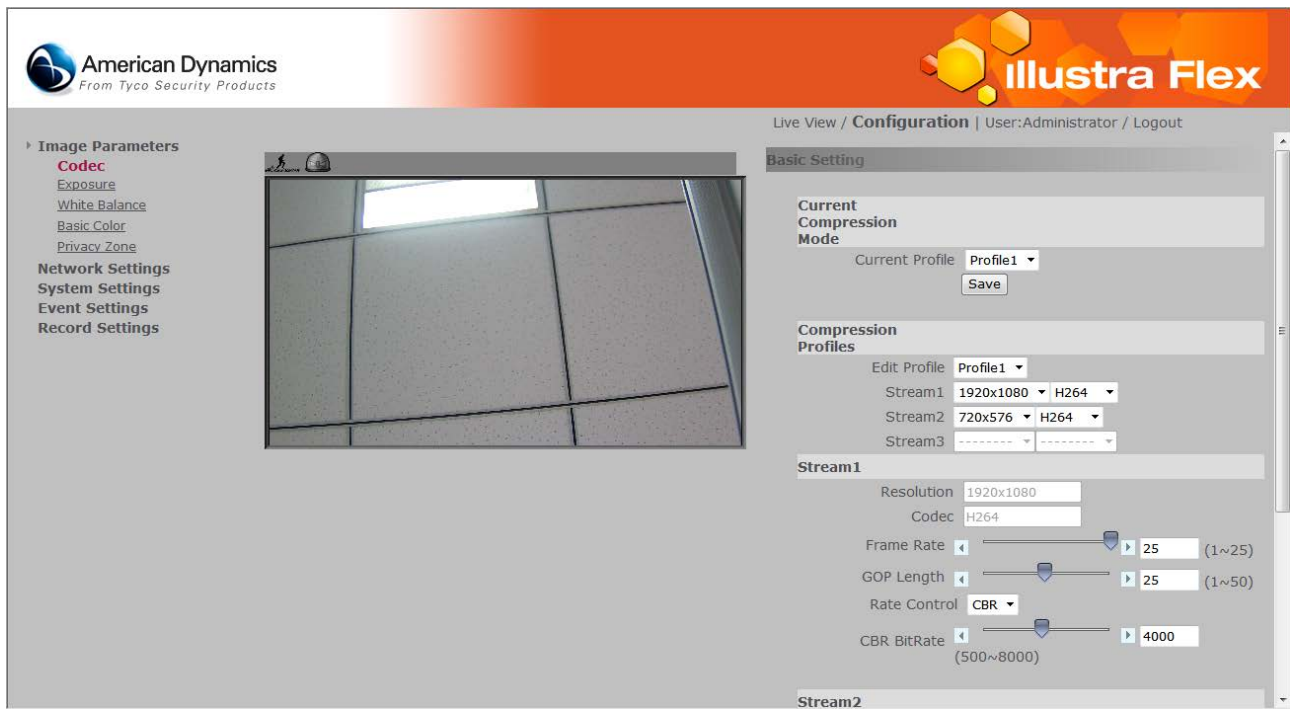 American Dynamics
From Tyco Security Products
Illustra Flex
Live View / Configuration | User:Administrator / Logout
Image Parameters
Codec
Exposure
White Balance
Basic Color
Privacy Zone
Network Settings
System Settings
Event Settings
Record Settings
Basic Setting
Current
Compression
Mode
Current Profile Profile1
Save
Compression
Profiles
Edit Profile Profile1
Stream1 1920x1080 H264
Stream2 720x576 H264
Stream3 -------- --------
Stream1
Resolution 1920x1080
Codec H264
Frame Rate 25 (1~25)
GOP Length 25 (1~50)
Rate Control CBR
CBR BitRate 4000
(500~8000)
Stream2